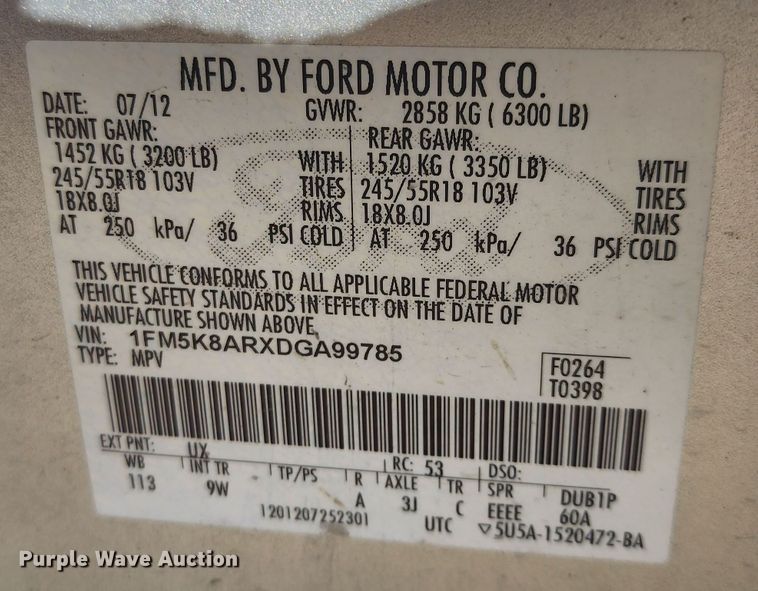 MFD. BY FORD MOTOR CO.
DATE: 07/12 GVWR: 2858 KG ( 6300 LB)
FRONT GAWR: REAR GAWR:
1452 KG ( 3200 LB) WITH 1520 KG ( 3350 LB) WITH
245/55R18 103V TIRES 245/55R18 103V TIRES
18X8.0J RIMS 18X8.0J RIMS
AT 250 kPa/ 36 PSI COLD AT 250 kPa/ 36 PSI COLD
THIS VEHICLE CONFORMS TO ALL APPLICABLE FEDERAL MOTOR
VEHICLE SAFETY STANDARDS IN EFFECT ON THE DATE OF
MANUFACTURE SHOWN ABOVE.
VIN: 1FM5K8ARXDGA99785
TYPE: MPV
F0264
T0398
EXT PNT: UX RC: 53 DSO:
WB INT TR TP/PS R AXLE TR SPR DUB1P
113 9W A 3J C EEEE 60A
1201207252301 UTC ▽5U5A-1520472-BA
Purple Wave Auction